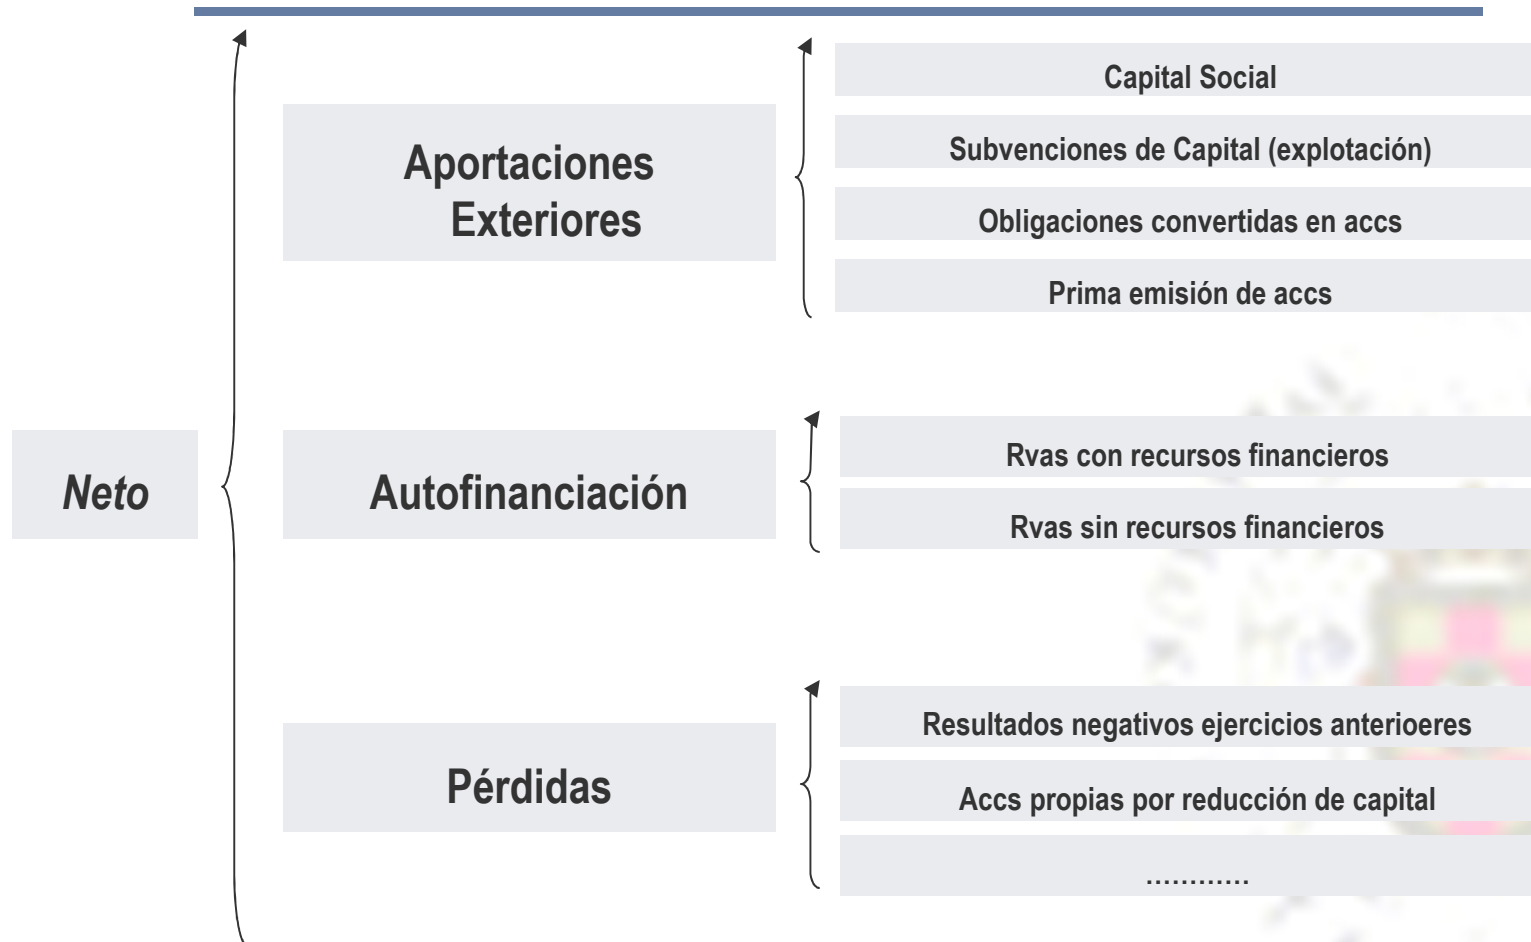 Neto
Aportaciones
Exteriores
Capital Social
Subvenciones de Capital (explotación)
Obligaciones convertidas en accs
Prima emisión de accs
Autofinanciación
Rvas con recursos financieros
Rvas sin recursos financieros
Pérdidas
Resultados negativos ejercicios anterioeres
Accs propias por reducción de capital
............